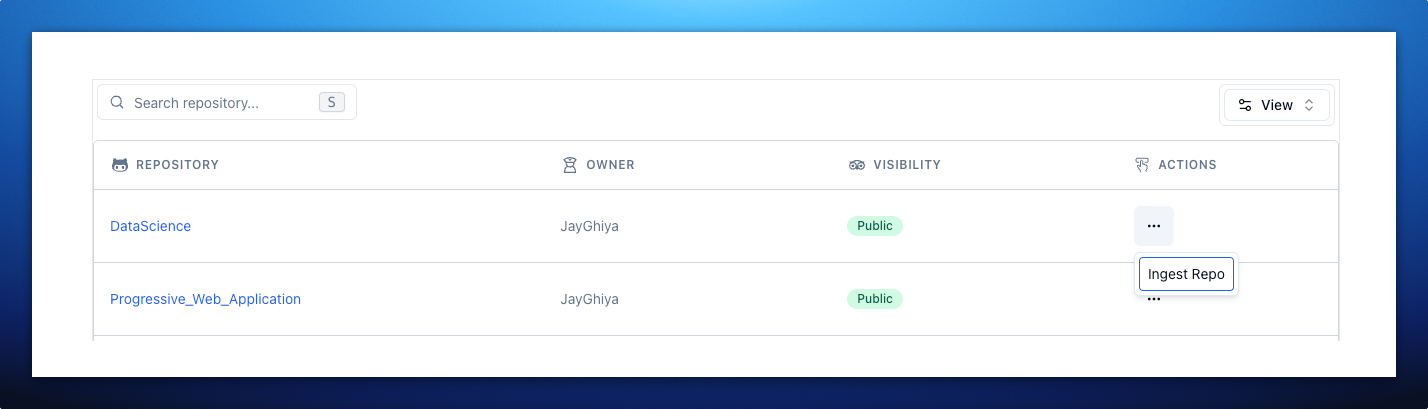 Search repository... S
View
REPOSITORY OWNER VISIBILITY ACTIONS
DataScience JayGhiya Public ...
Ingest Repo
Progressive_Web_Application JayGhiya Public ...